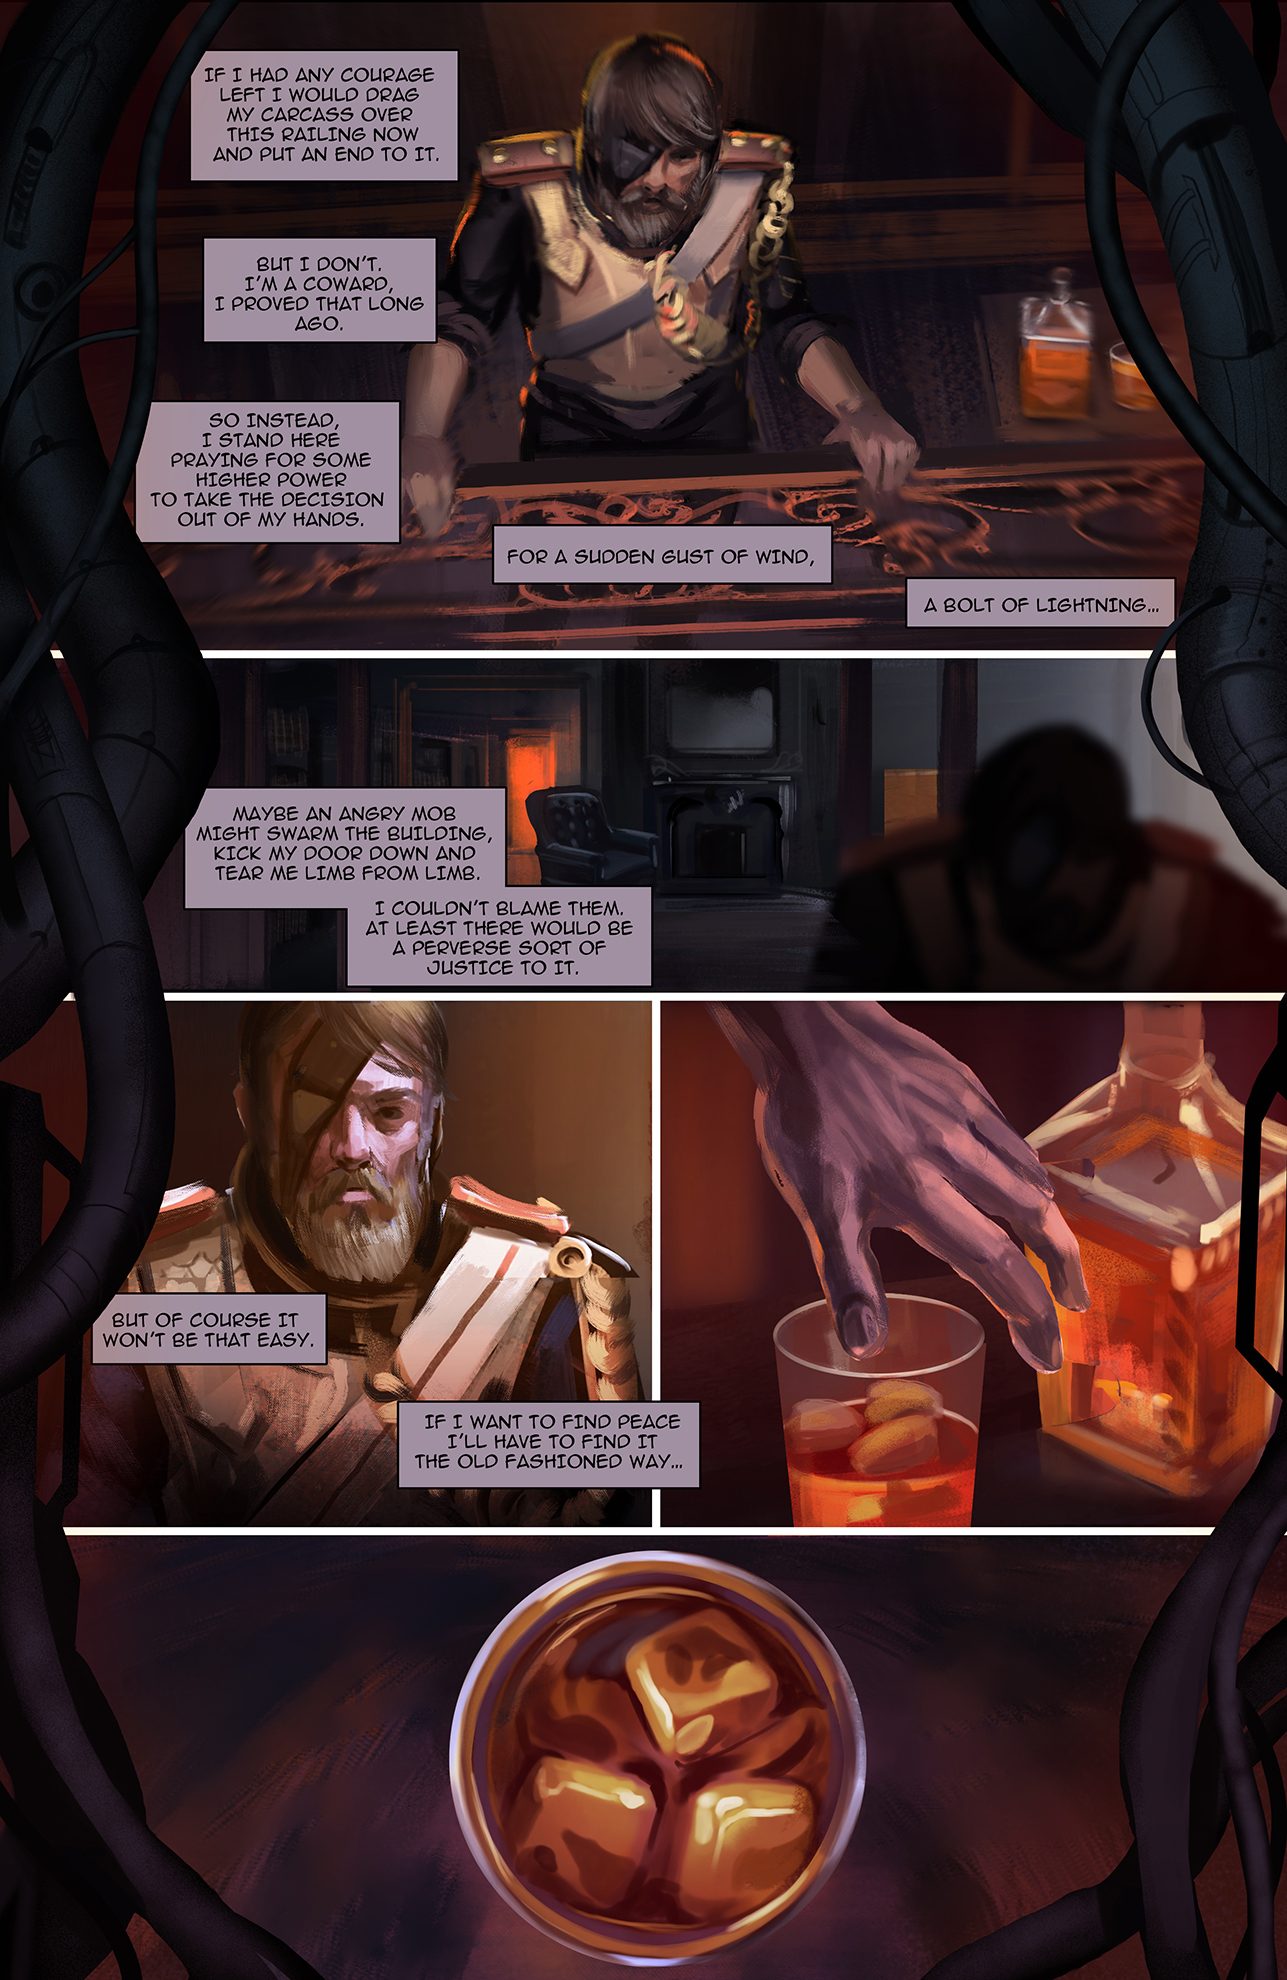 IF I HAD ANY COURAGE
LEFT I WOULD DRAG
MY CARCASS OVER
THIS RAILING NOW
AND PUT AN END TO IT.
BUT I DON'T.
I'M A COWARD,
I PROVED THAT LONG
AGO.
SO INSTEAD,
I STAND HERE
PRAYING FOR SOME
HIGHER POWER
TO TAKE THE DECISION
OUT OF MY HANDS.
FOR A SUDDEN GUST OF WIND,
A BOLT OF LIGHTNING...
MAYBE AN ANGRY MOB
MIGHT SWARM THE BUILDING,
KICK MY DOOR DOWN AND
TEAR ME LIMB FROM LIMB.
I COULDN'T BLAME THEM.
AT LEAST THERE WOULD BE
A PERVERSE SORT OF
JUSTICE TO IT.
BUT OF COURSE IT
WON'T BE THAT EASY.
IF I WANT TO FIND PEACE
I'LL HAVE TO FIND IT
THE OLD FASHIONED WAY...